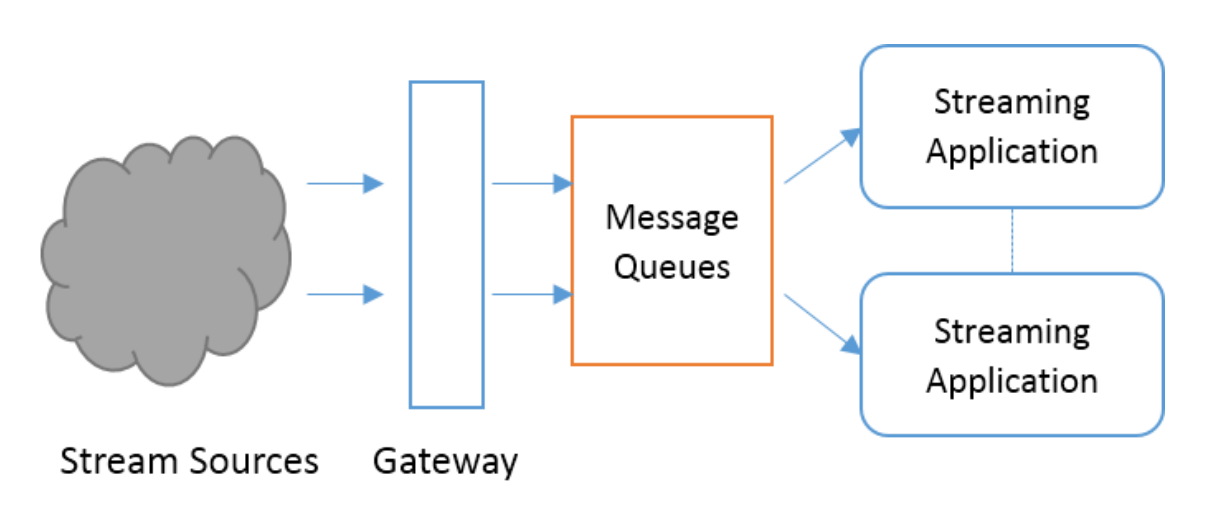 Streaming
Application
Message
Queues
Streaming
Application
Stream Sources
Gateway